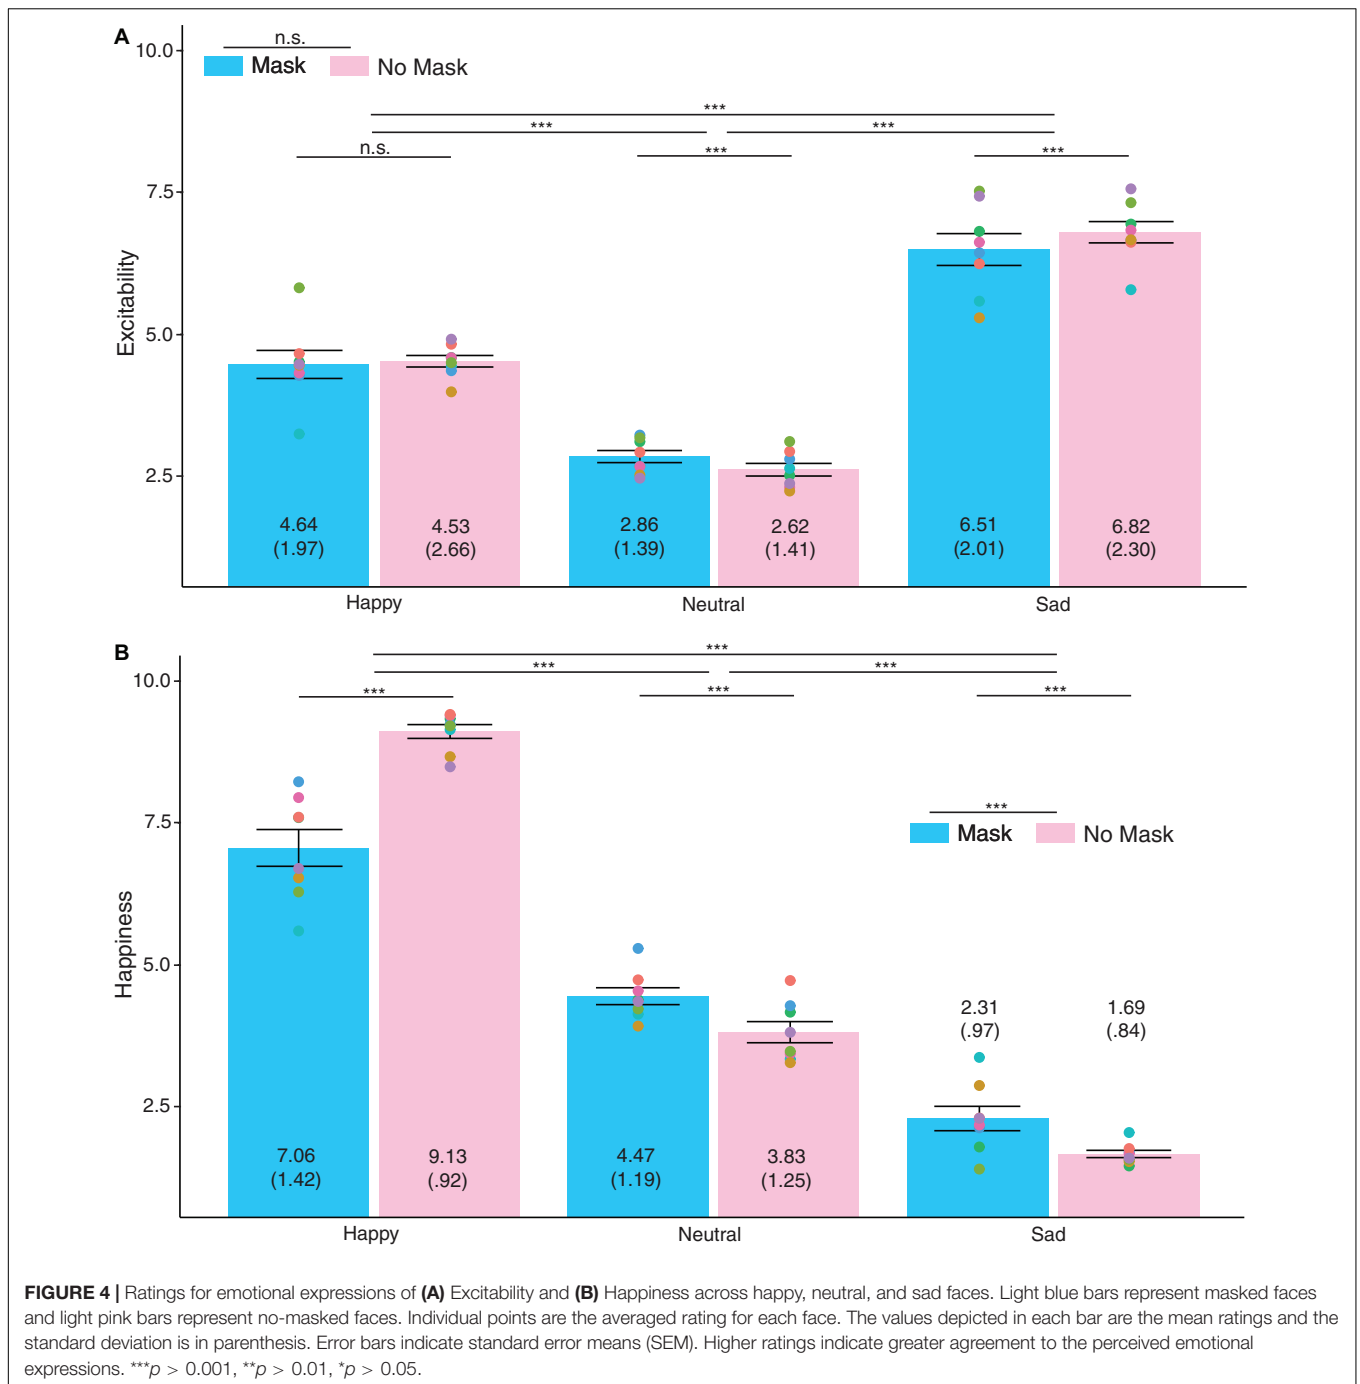 A
n.s.
10.0
Mask
No Mask
***
*** ***
n.s. *** ***
7.5
Excitability
5.0
2.5
4.64 4.53 2.86 2.62 6.51 6.82
(1.97) (2.66) (1.39) (1.41) (2.01) (2.30)
Happy Neutral Sad
B
***
*** ***
10.0
*** *** ***
7.5
***
Mask
No Mask
Happiness
5.0
2.31 1.69
(.97) (.84)
2.5
7.06 9.13 4.47 3.83
(1.42) (.92) (1.19) (1.25)
Happy Neutral Sad
FIGURE 4 | Ratings for emotional expressions of (A) Excitability and (B) Happiness across happy, neutral, and sad faces. Light blue bars represent masked faces
and light pink bars represent no-masked faces. Individual points are the averaged rating for each face. The values depicted in each bar are the mean ratings and the
standard deviation is in parenthesis. Error bars indicate standard error means (SEM). Higher ratings indicate greater agreement to the perceived emotional
expressions. ***p > 0.001, **p > 0.01, *p > 0.05.